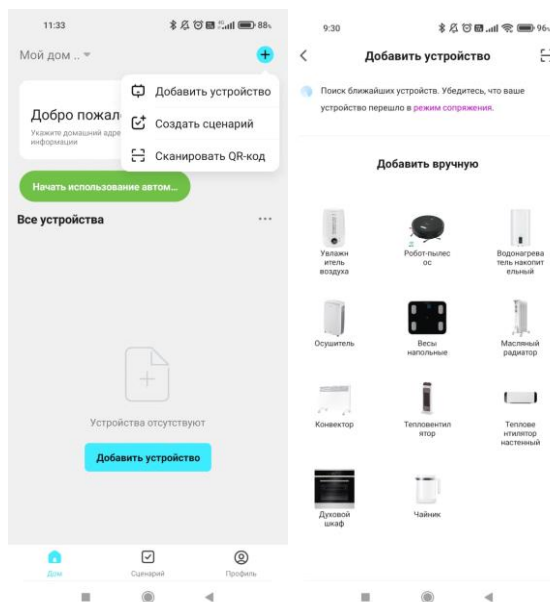 11:33
88%
Мой дом ..
Добавить устройство
Создать сценарий
Сканировать QR-код
Добро пожал
Укажите домашний адре
информации
Начать использование автом...
Все устройства
Устройства отсутствуют
Добавить устройство
Дом
Сценарий
Профиль
9:30
96%
Добавить устройство
Поиск ближайших устройств. Убедитесь, что ваше
устройство перешло в режим сопряжения.
Добавить вручную
Увлажн
итель
воздуха
Робот-пылес
ос
Водонагрева
тель накопит
ельный
Осушитель
Весы
напольные
Масляный
радиатор
Конвектор
Тепловентил
ятор
Теплове
нтилятор
настенный
Духовой
шкаф
Чайник